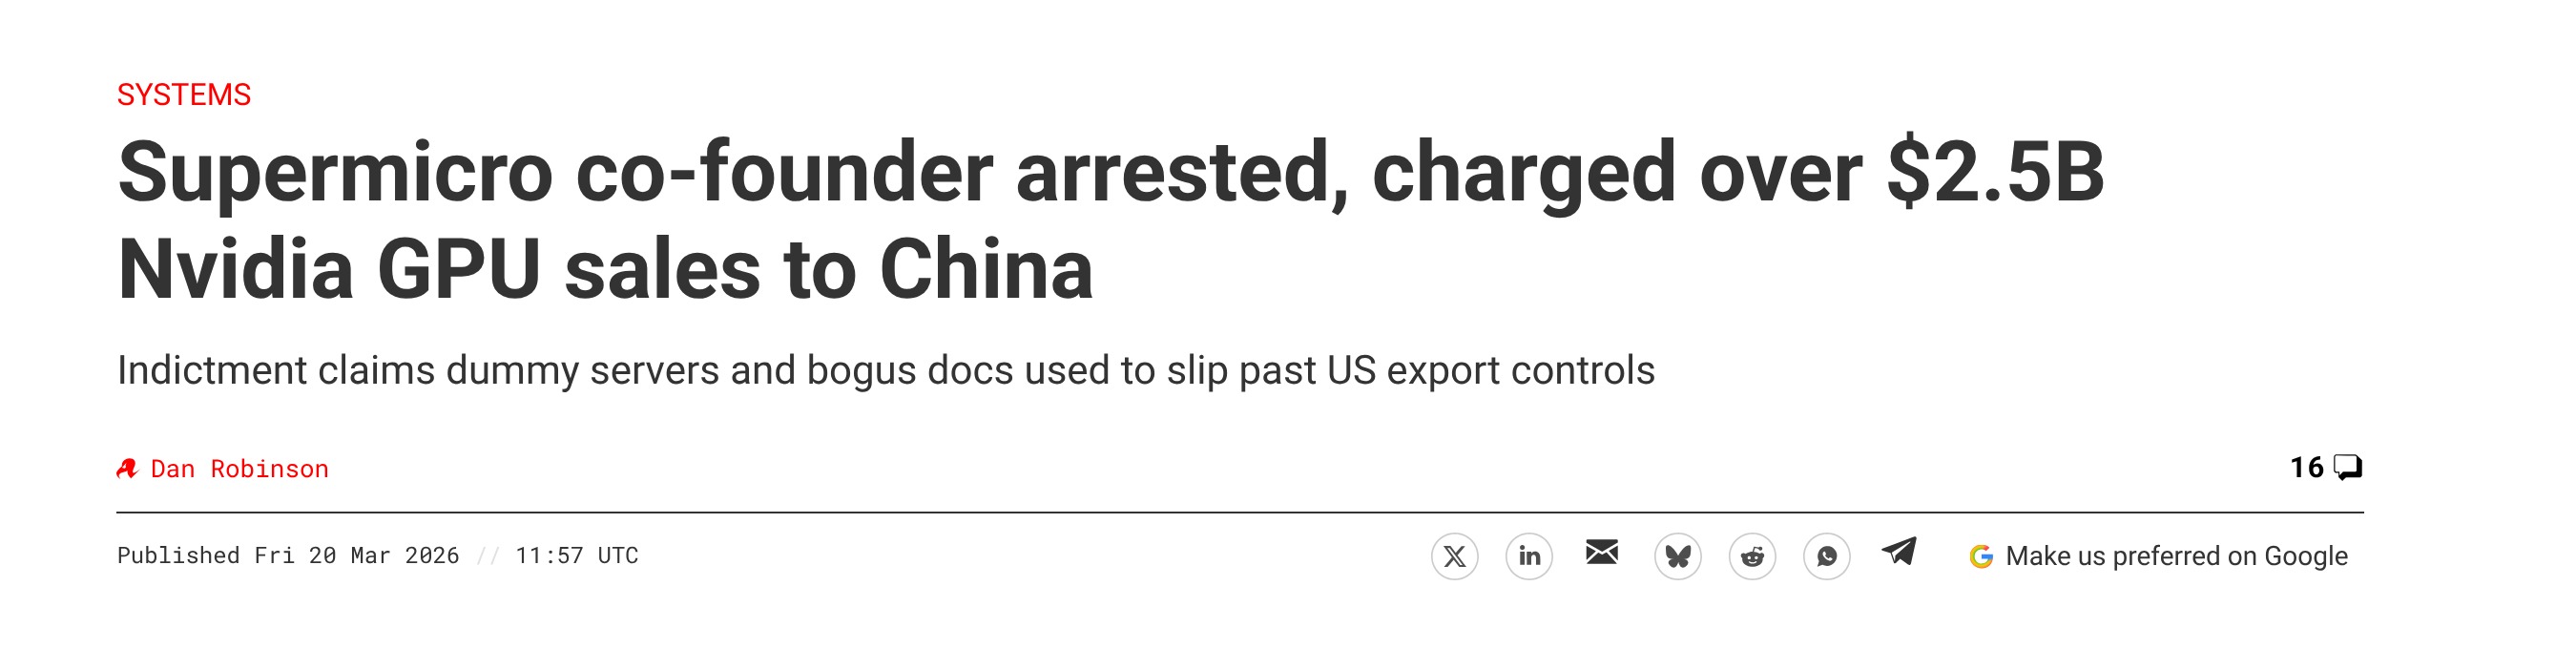 SYSTEMS
Supermicro co-founder arrested, charged over $2.5B
Nvidia GPU sales to China
Indictment claims dummy servers and bogus docs used to slip past US export controls
Dan Robinson
16
Published Fri 20 Mar 2026 // 11:57 UTC
X in G Make us preferred on Google